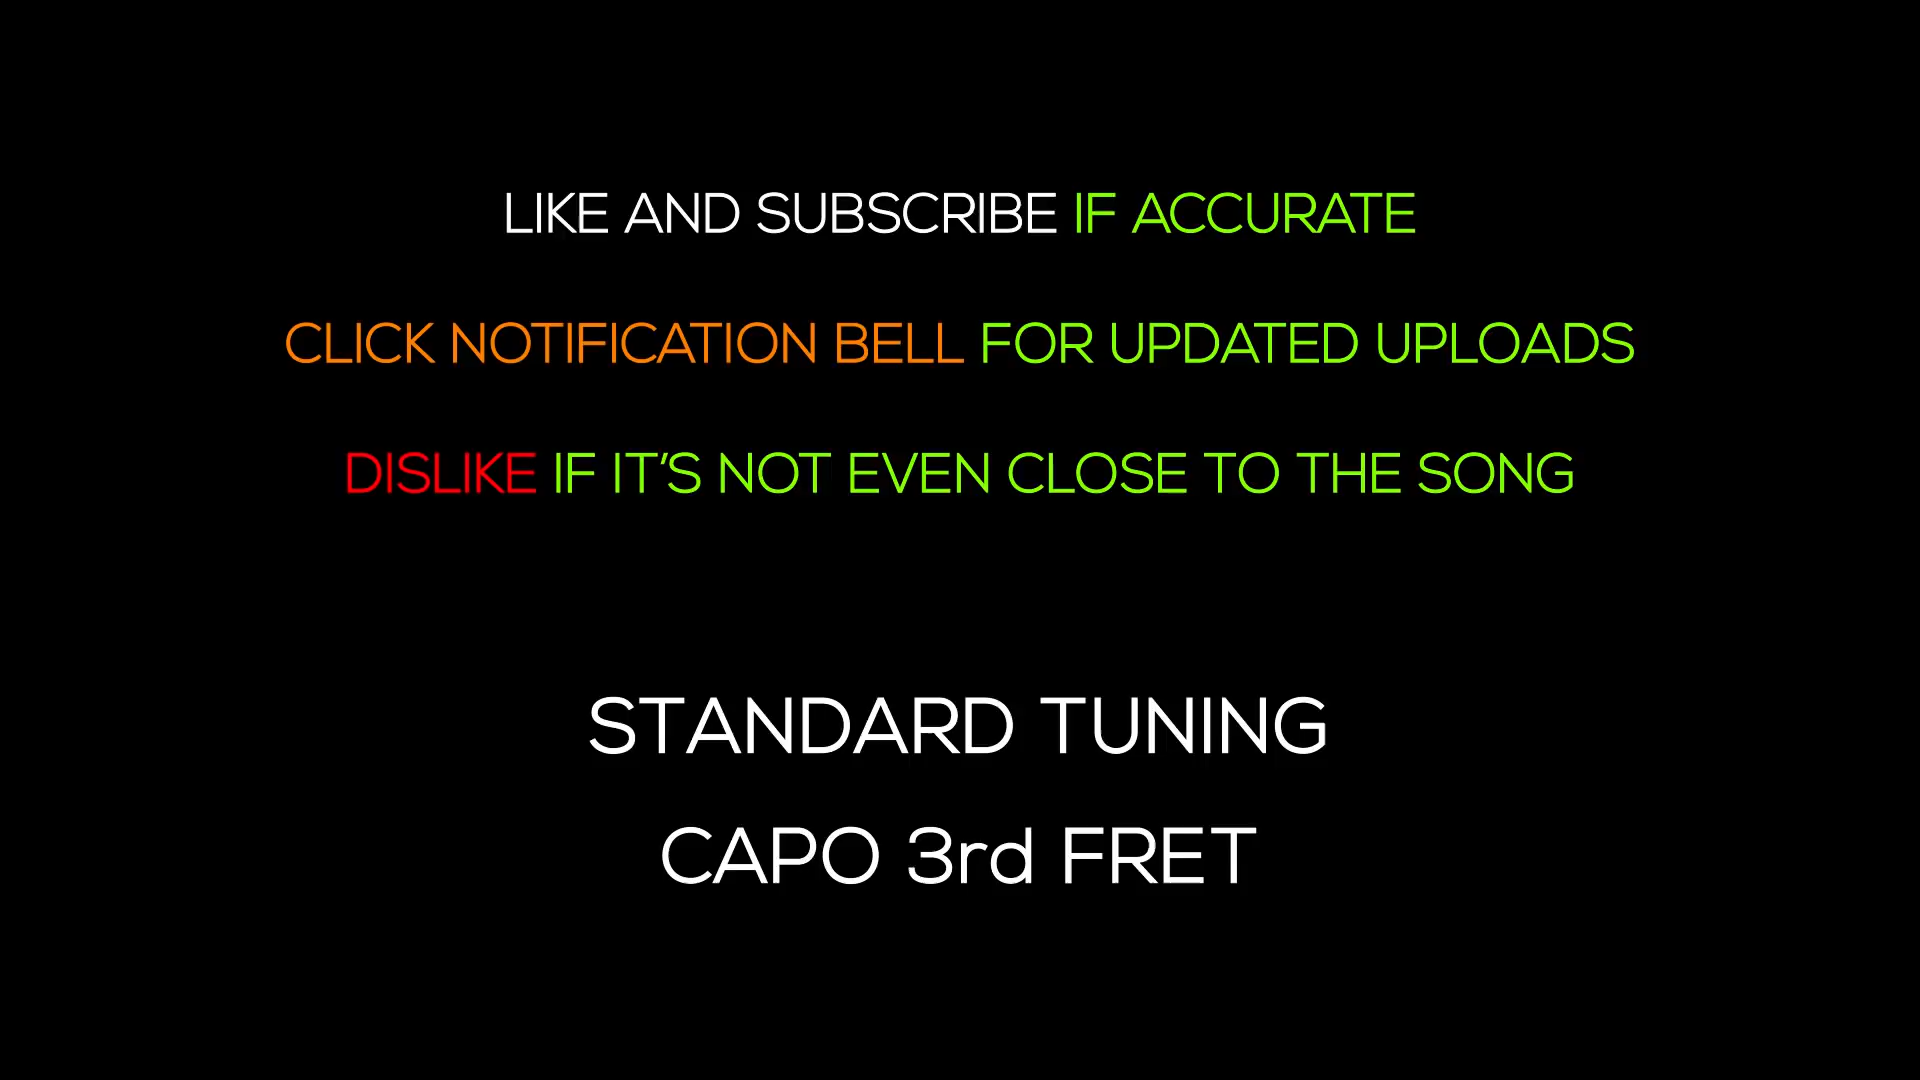 LIKE AND SUBSCRIBE IF ACCURATE
CLICK NOTIFICATION BELL FOR UPDATED UPLOADS
DISLIKE IF IT'S NOT EVEN CLOSE TO THE SONG
STANDARD TUNING
CAPO 3rd FRET